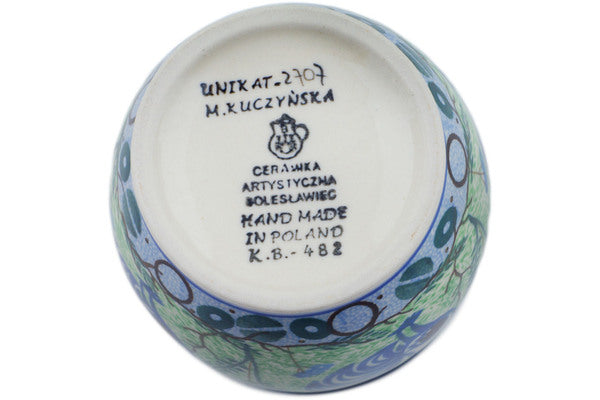 UNIKAT-2707
M.KUCZYŃSKA
CERAMIKA
ARTYSTYCZNA
BOLESŁAWIEC
HAND MADE
IN POLAND
K.B.-482